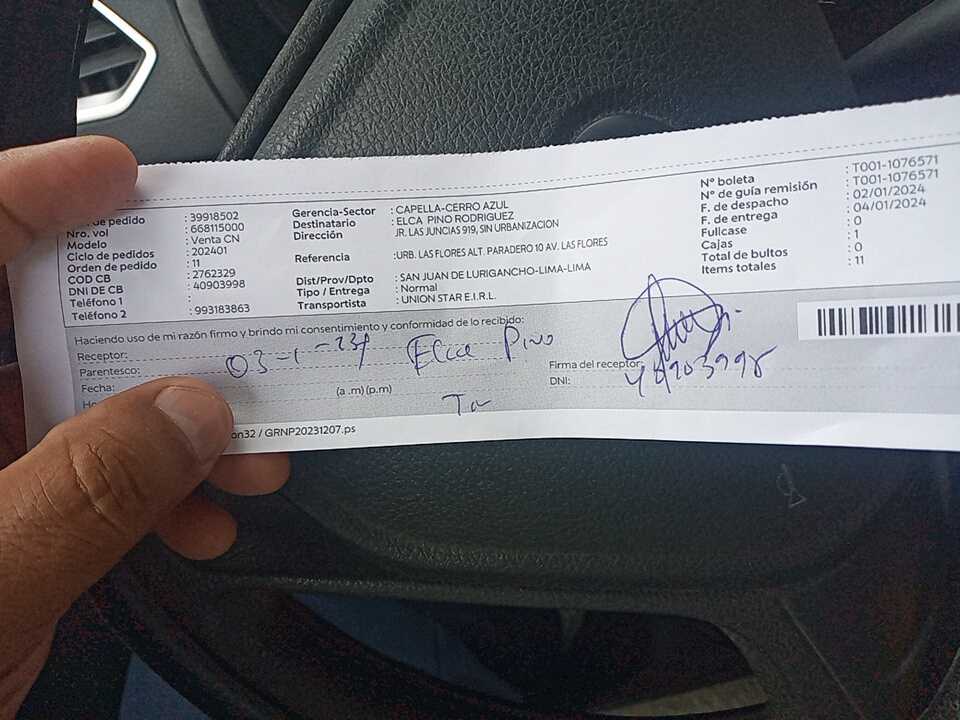 de pedido : 39918502
Nro. vol : 668115000
Modelo : Venta CN
Ciclo de pedidos : 202401
Orden de pedido : 11
COD CB : 2762329
DNI DE CB : 40903998
Teléfono 1 :
Teléfono 2 : 993183863
Gerencia-Sector : CAPELLA-CERRO AZUL
Destinatario : ELCA PINO RODRIGUEZ
Dirección JR. LAS JUNCIAS 919, SIN URBANIZACION
Referencia :URB. LAS FLORES ALT. PARADERO 10 AV. LAS FLORES
Dist/Prov/Dpto : SAN JUAN DE LURIGANCHO-LIMA-LIMA
Tipo / Entrega : Normal
Transportista : UNION STAR E.I.R.L.
Nº boleta : T001-1076571
Nº de guía remisión : T001-1076571
F. de despacho : 02/01/2024
F. de entrega : 04/01/2024
Fullcase : 0
Cajas : 1
Total de bultos : 0
Items totales : 11
Haciendo uso de mi razón firmo y brindo mi consentimiento y conformidad de lo recibido:
Receptor: Elca Pino
Parentesco:
Fecha: 03-1
(a .m) (p.m)
Firma del receptor:
DNI: 40903998
on32 / GRNP20231207.ps